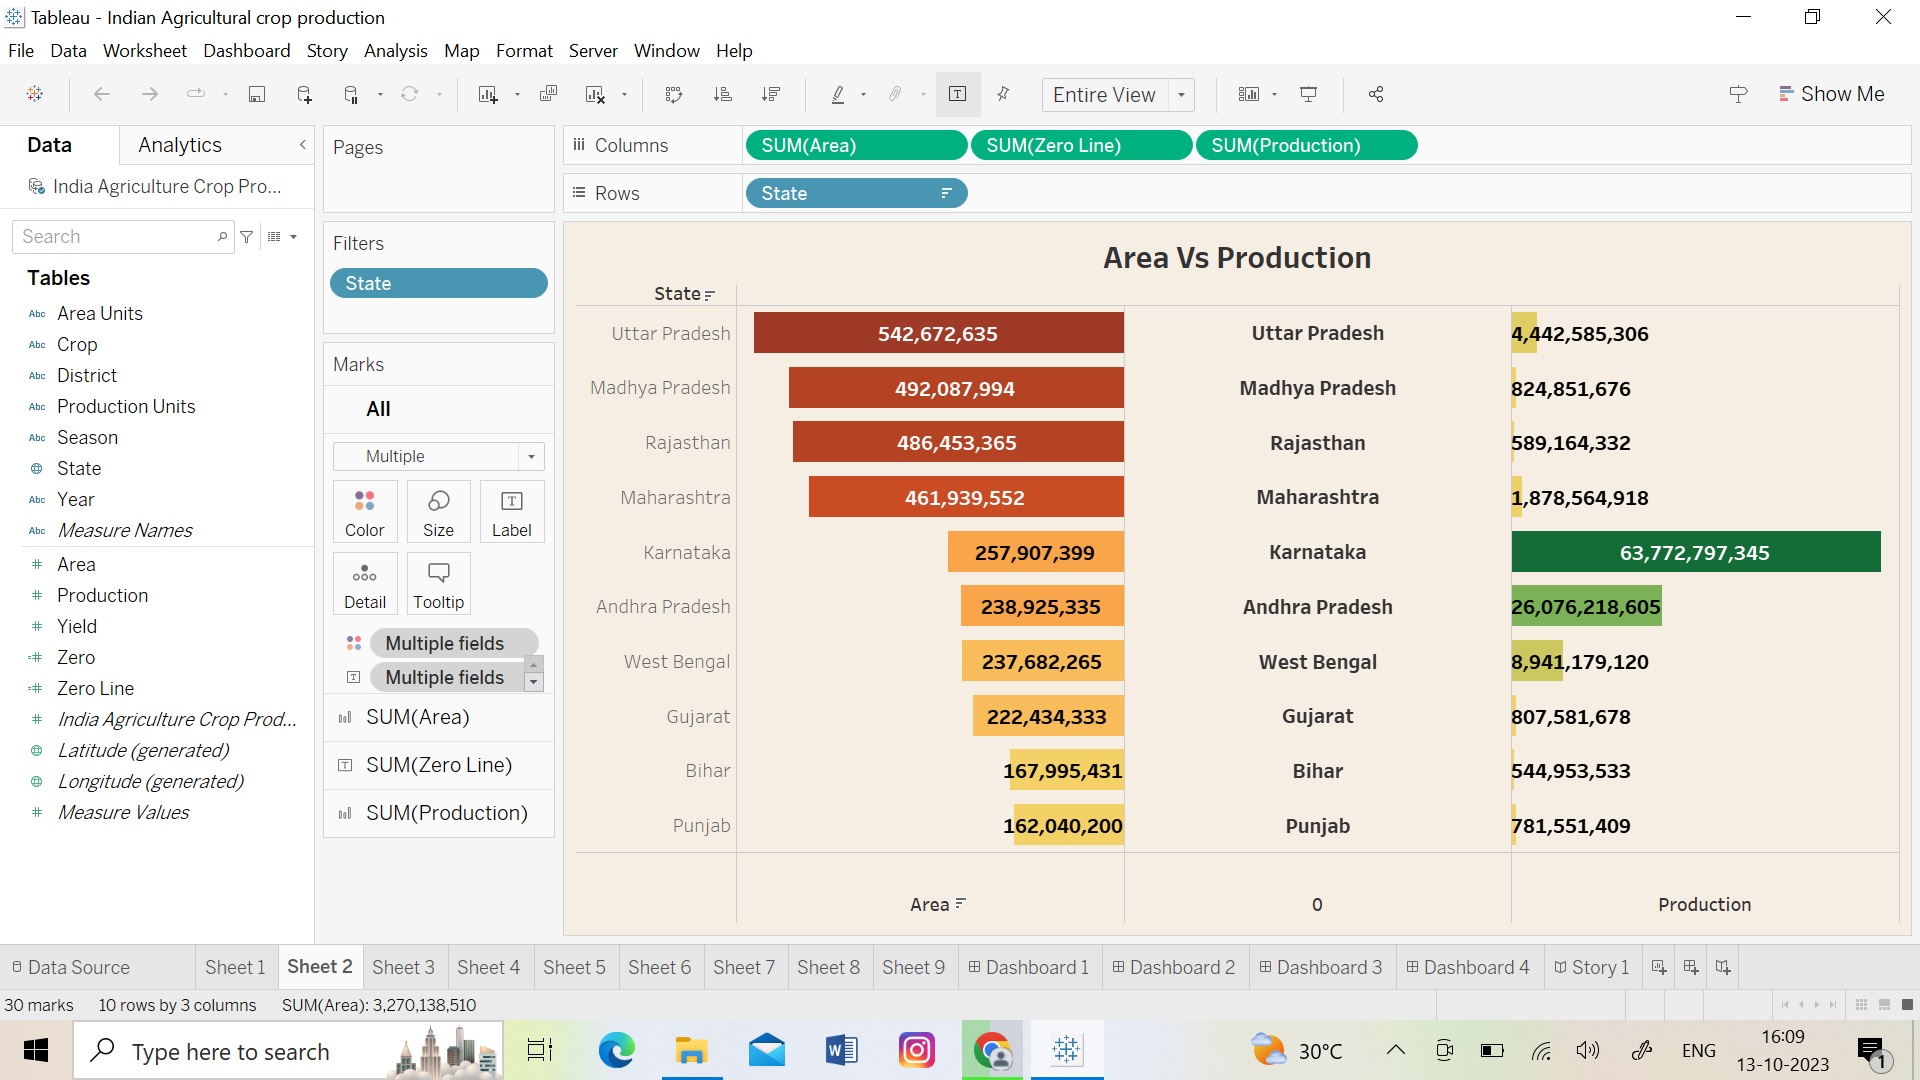 Tableau - Indian Agricultural crop production
File Data Worksheet Dashboard Story Analysis Map Format Server Window Help
Entire View
Show Me
Data Analytics
India Agriculture Crop Pro...
Search
Tables
Abc Area Units
Abc Crop
Abc District
Abc Production Units
Abc Season
State
Abc Year
Abc Measure Names
# Area
# Production
# Yield
=# Zero
=# Zero Line
# India Agriculture Crop Prod...
Latitude (generated)
Longitude (generated)
# Measure Values
Pages
Filters
State
Marks
All
Multiple
Color Size Label
Detail Tooltip
Multiple fields
Multiple fields
SUM(Area)
SUM(Zero Line)
SUM(Production)
Columns SUM(Area) SUM(Zero Line) SUM(Production)
Rows State
Area Vs Production
State
Uttar Pradesh 542,672,635 Uttar Pradesh 4,442,585,306
Madhya Pradesh 492,087,994 Madhya Pradesh 824,851,676
Rajasthan 486,453,365 Rajasthan 589,164,332
Maharashtra 461,939,552 Maharashtra 1,878,564,918
Karnataka 257,907,399 Karnataka 63,772,797,345
Andhra Pradesh 238,925,335 Andhra Pradesh 26,076,218,605
West Bengal 237,682,265 West Bengal 8,941,179,120
Gujarat 222,434,333 Gujarat 807,581,678
Bihar 167,995,431 Bihar 544,953,533
Punjab 162,040,200 Punjab 781,551,409
Area 0 Production
Data Source Sheet 1 Sheet 2 Sheet 3 Sheet 4 Sheet 5 Sheet 6 Sheet 7 Sheet 8 Sheet 9 Dashboard 1 Dashboard 2 Dashboard 3 Dashboard 4 Story 1
30 marks 10 rows by 3 columns SUM(Area): 3,270,138,510
Type here to search
30°C
ENG
16:09
13-10-2023
1